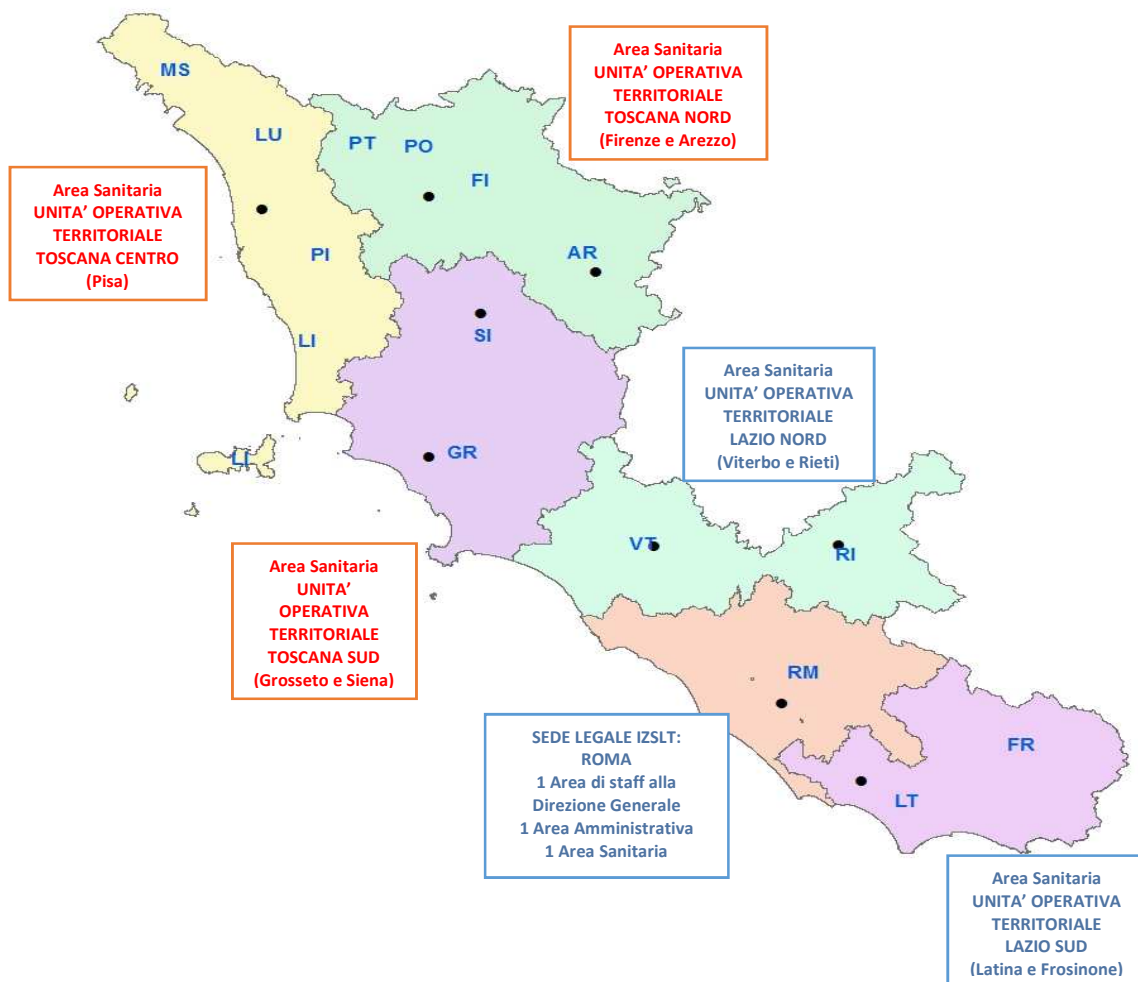 Area Sanitaria
UNITA’ OPERATIVA
TERRITORIALE
TOSCANA NORD
(Firenze e Arezzo)
MS
LU
PT
PO
FI
Area Sanitaria
UNITA’ OPERATIVA
TERRITORIALE
TOSCANA CENTRO
(Pisa)
PI
AR
LI
SI
Area Sanitaria
UNITA’ OPERATIVA
TERRITORIALE
LAZIO NORD
(Viterbo e Rieti)
LI
GR
VT
RI
Area Sanitaria
UNITA’
OPERATIVA
TERRITORIALE
TOSCANA SUD
(Grosseto e Siena)
RM
SEDE LEGALE IZSLT:
ROMA
1 Area di staff alla
Direzione Generale
1 Area Amministrativa
1 Area Sanitaria
FR
LT
Area Sanitaria
UNITA’ OPERATIVA
TERRITORIALE
LAZIO SUD
(Latina e Frosinone)